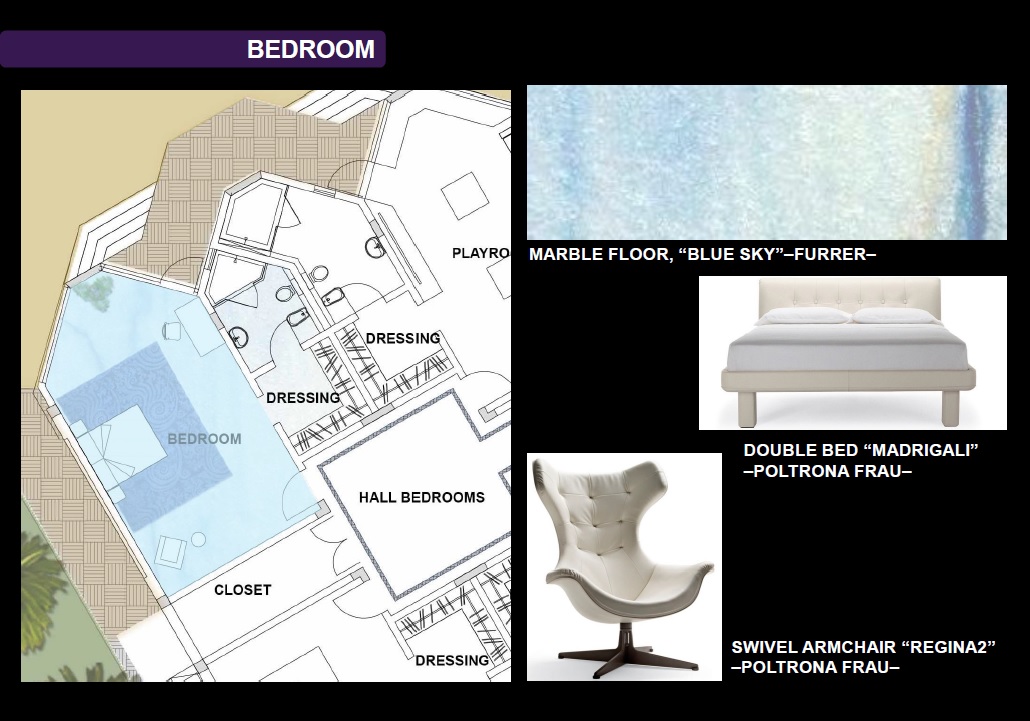 BEDROOM
PLAYRO
DRESSING
DRESSING
BEDROOM
HALL BEDROOMS
CLOSET
DRESSING
MARBLE FLOOR, “BLUE SKY”–FURRER–
DOUBLE BED “MADRIGALI”
–POLTRONA FRAU–
SWIVEL ARMCHAIR “REGINA2”
–POLTRONA FRAU–